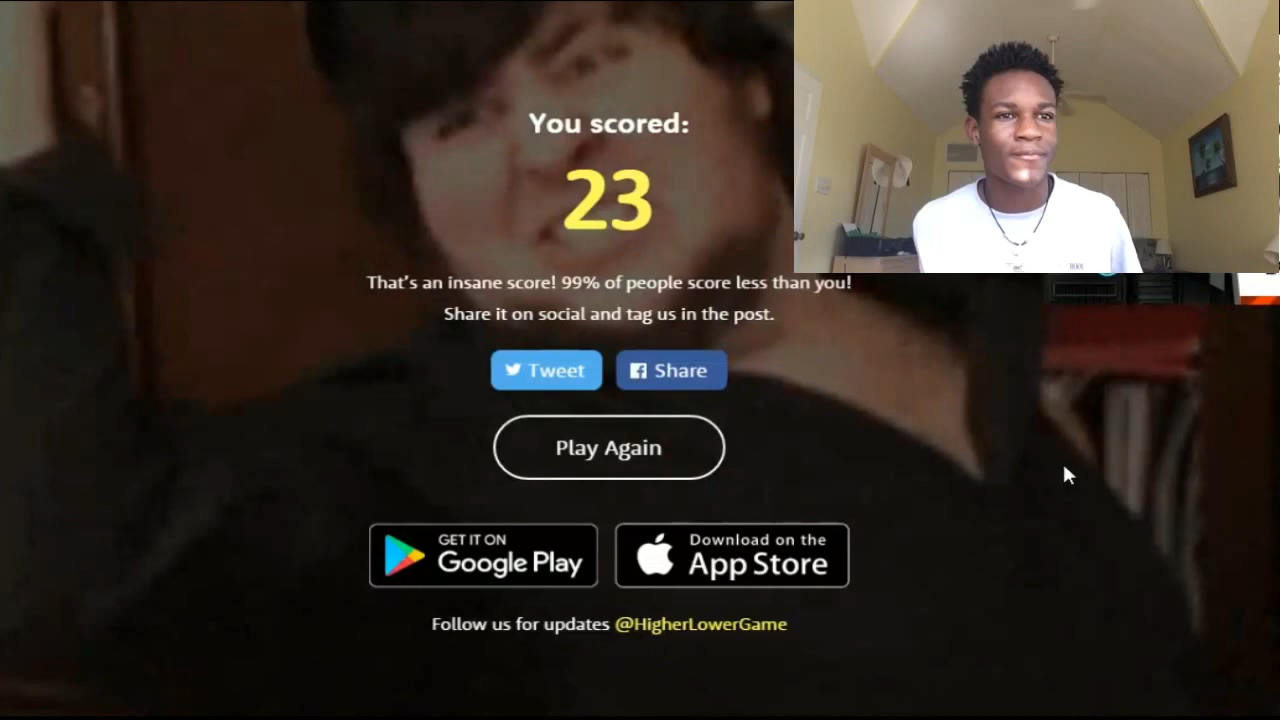 You scored:
23
That's an insane score! 99% of people score less than you!
Share it on social and tag us in the post.
Tweet
Share
Play Again
GET IT ON
Google Play
Download on the
App Store
Follow us for updates @HigherLowerGame